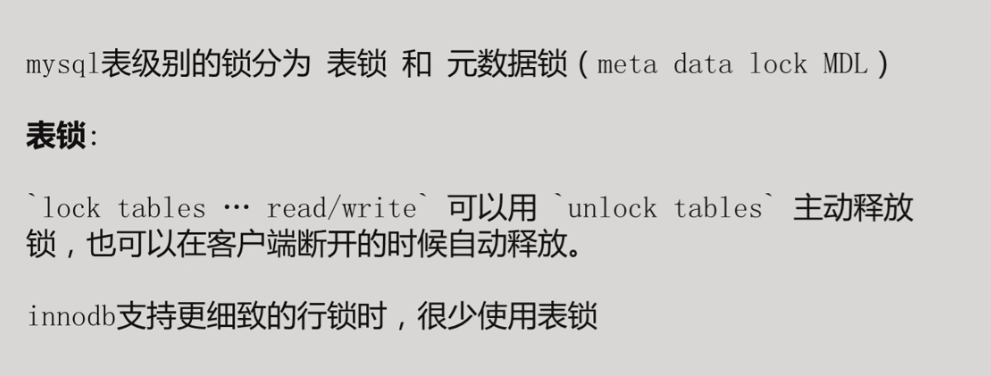 mysql表级别的锁分为 表锁 和 元数据锁（meta data lock MDL）
表锁:
`lock tables … read/write` 可以用 `unlock tables` 主动释放
锁，也可以在客户端断开的时候自动释放。
innodb支持更细致的行锁时，很少使用表锁